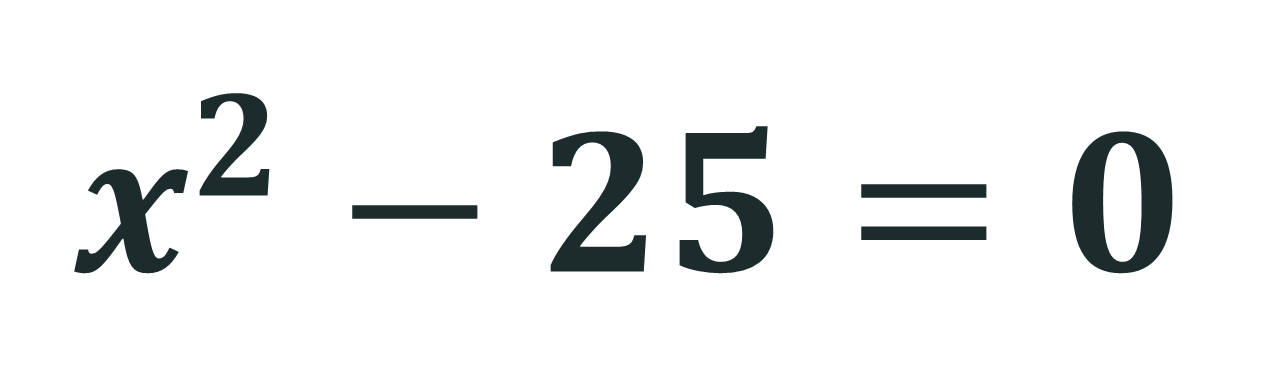 x² − 25 = 0